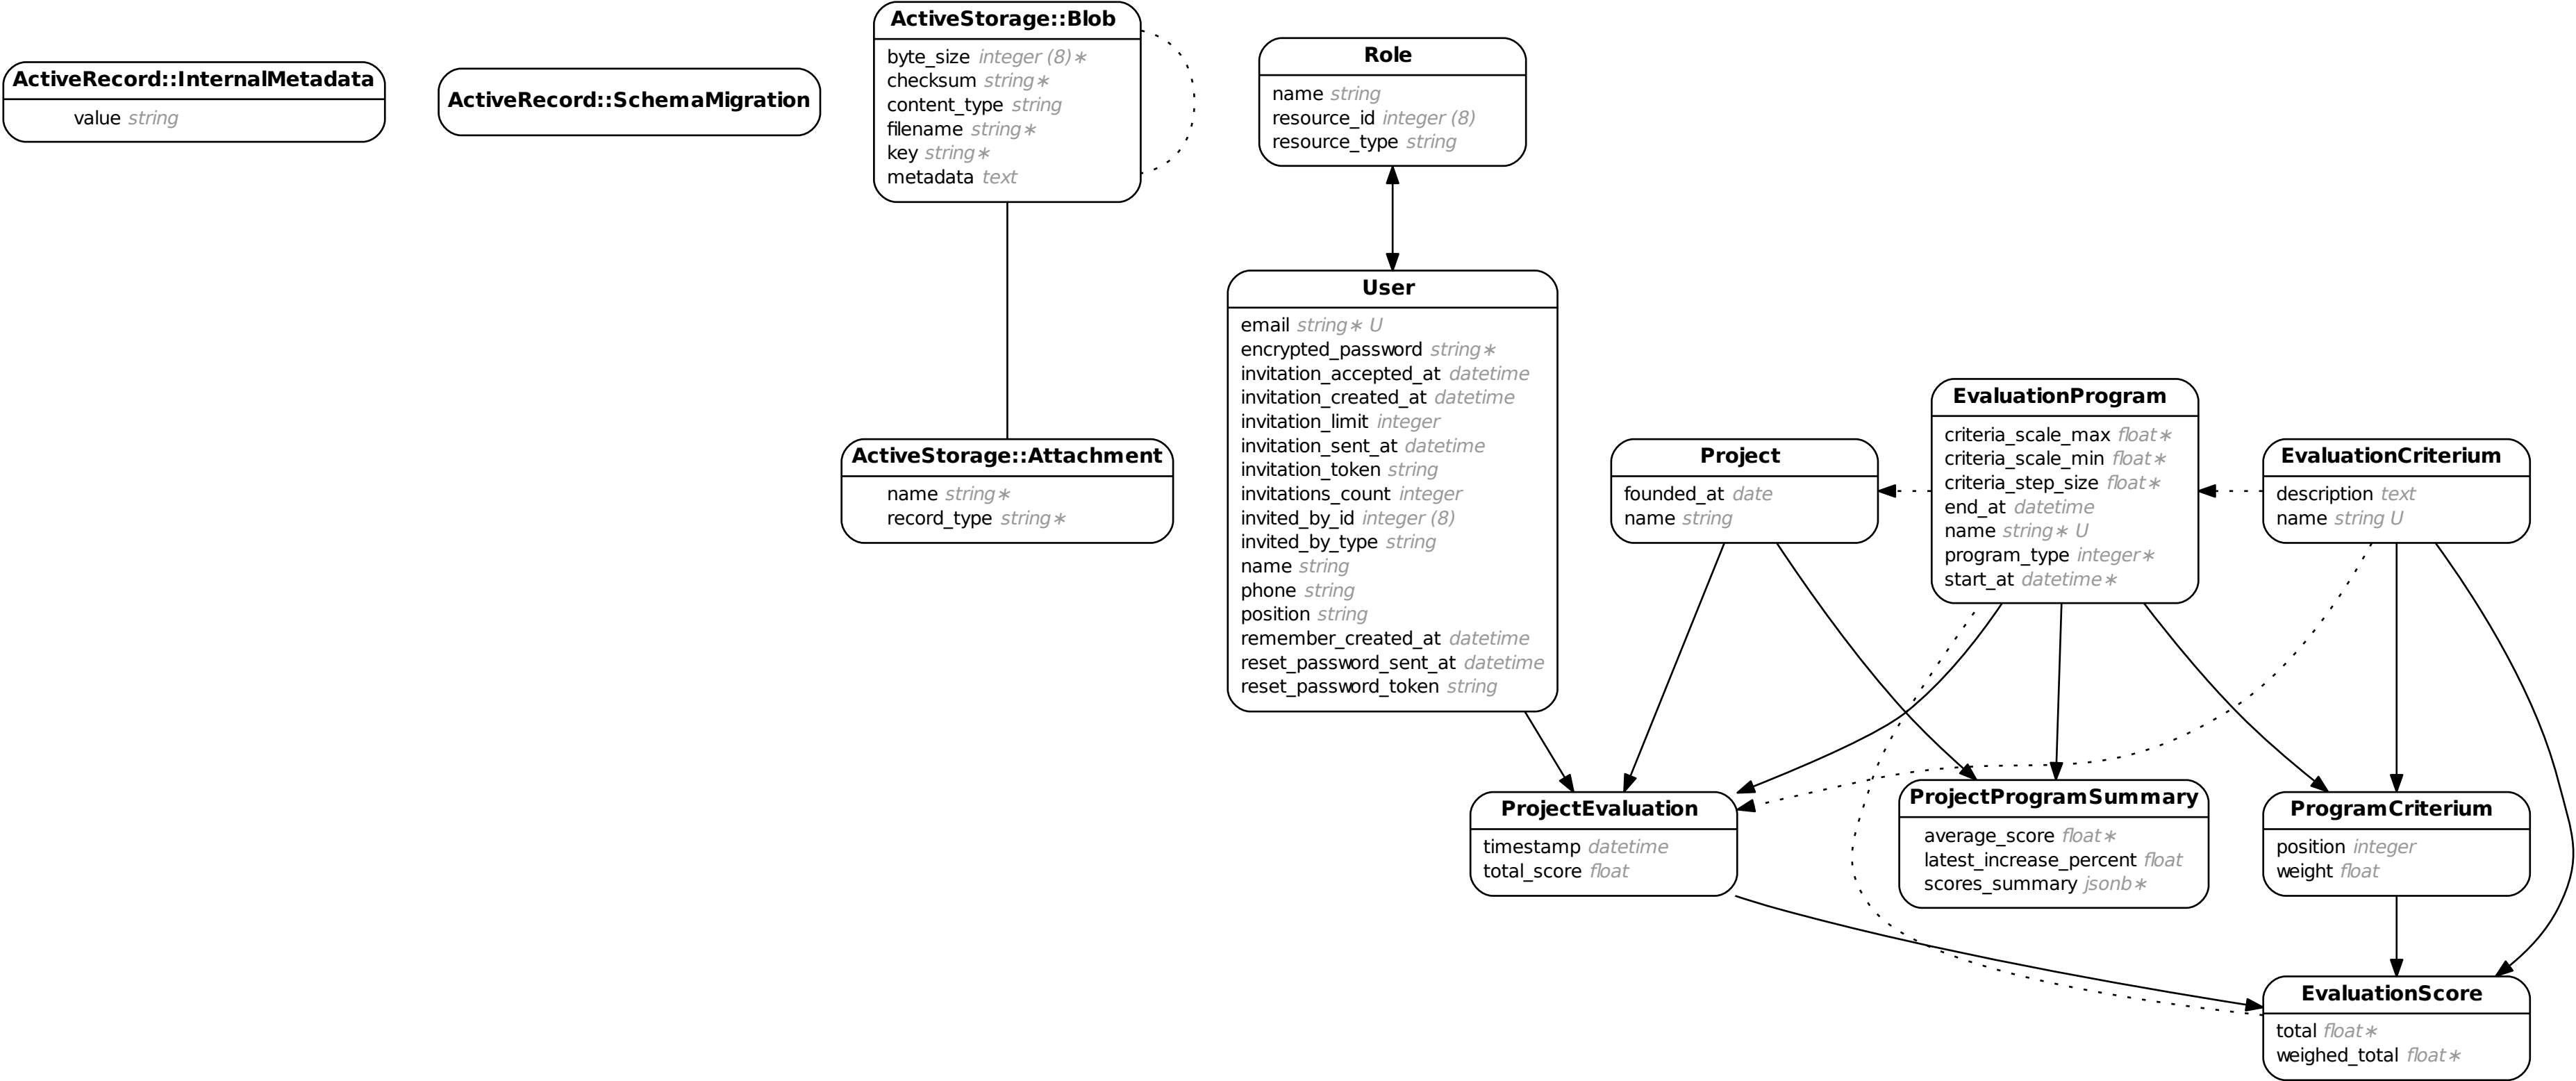 ActiveRecord::InternalMetadata
value string
ActiveRecord::SchemaMigration
ActiveStorage::Blob
byte_size integer (8)∗
checksum string∗
content_type string
filename string∗
key string∗
metadata text
Role
name string
resource_id integer (8)
resource_type string
User
email string∗ U
encrypted_password string∗
invitation_accepted_at datetime
invitation_created_at datetime
invitation_limit integer
invitation_sent_at datetime
invitation_token string
invitations_count integer
invited_by_id integer (8)
invited_by_type string
name string
phone string
position string
remember_created_at datetime
reset_password_sent_at datetime
reset_password_token string
ActiveStorage::Attachment
name string∗
record_type string∗
Project
founded_at date
name string
EvaluationProgram
criteria_scale_max float∗
criteria_scale_min float∗
criteria_step_size float∗
end_at datetime
name string∗ U
program_type integer∗
start_at datetime∗
EvaluationCriterium
description text
name string U
ProjectEvaluation
timestamp datetime
total_score float
ProjectProgramSummary
average_score float∗
latest_increase_percent float
scores_summary jsonb∗
ProgramCriterium
position integer
weight float
EvaluationScore
total float∗
weighed_total float∗